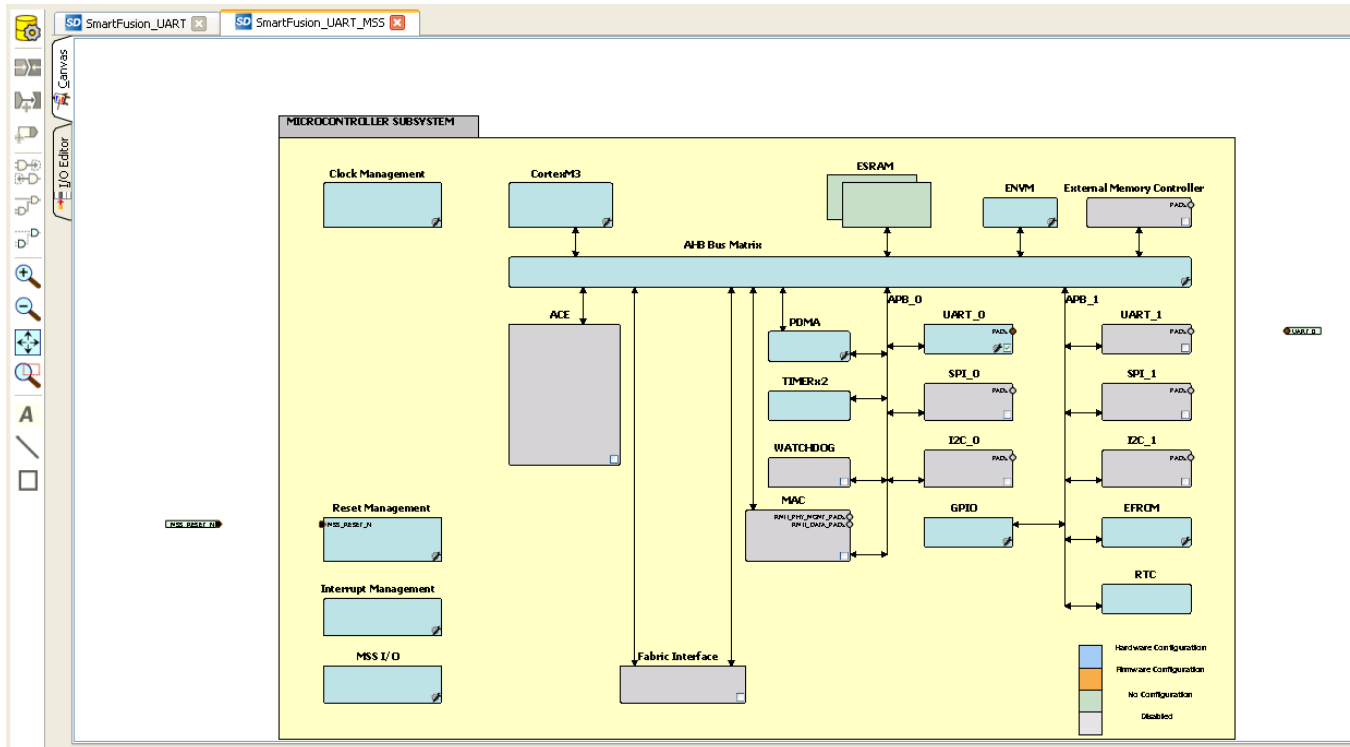 SmartFusion_UART
SmartFusion_UART_MSS
Canvas
I/O Editor
MICROCONTROLLER SUBSYSTEM
Clock Management
CortexM3
ESRAM
ENVM
External Memory Controller
PADs
AHB Bus Matrix
APB_0
APB_1
ACE
PDMA
UART_0
PADs
UART_1
PADs
TIMERx2
SPI_0
PADs
SPI_1
PADs
WATCHDOG
I2C_0
PADs
I2C_1
PADs
MAC
RMII_PHY_MGMT_PADs
RMII_DATA_PADs
GPIO
EFROM
MSS_RESET_N
Reset Management
MSS_RESET_N
UART_0
RTC
Interrupt Management
MSS I/O
Fabric Interface
Hardware Configuration
Firmware Configuration
No Configuration
Disabled
A